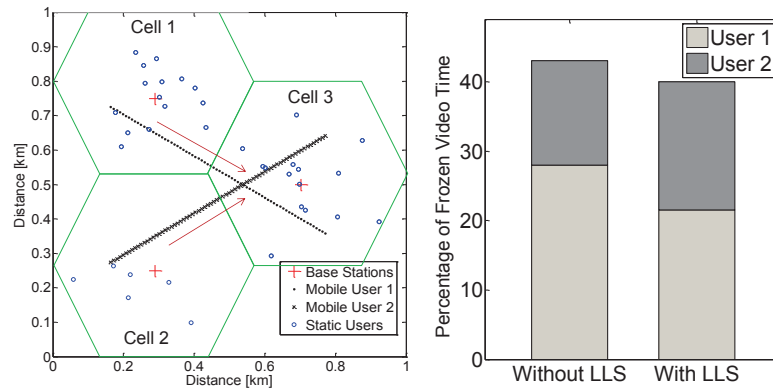 Cell 1
Cell 3
Cell 2
1
0.9
0.8
0.7
0.6
0.5
0.4
0.3
0.2
0.1
0
Distance [km]
0 0.2 0.4 0.6 0.8 1
Distance [km]
Base Stations
Mobile User 1
Mobile User 2
Static Users
User 1
User 2
Percentage of Frozen Video Time
40
30
20
10
0
Without LLS With LLS